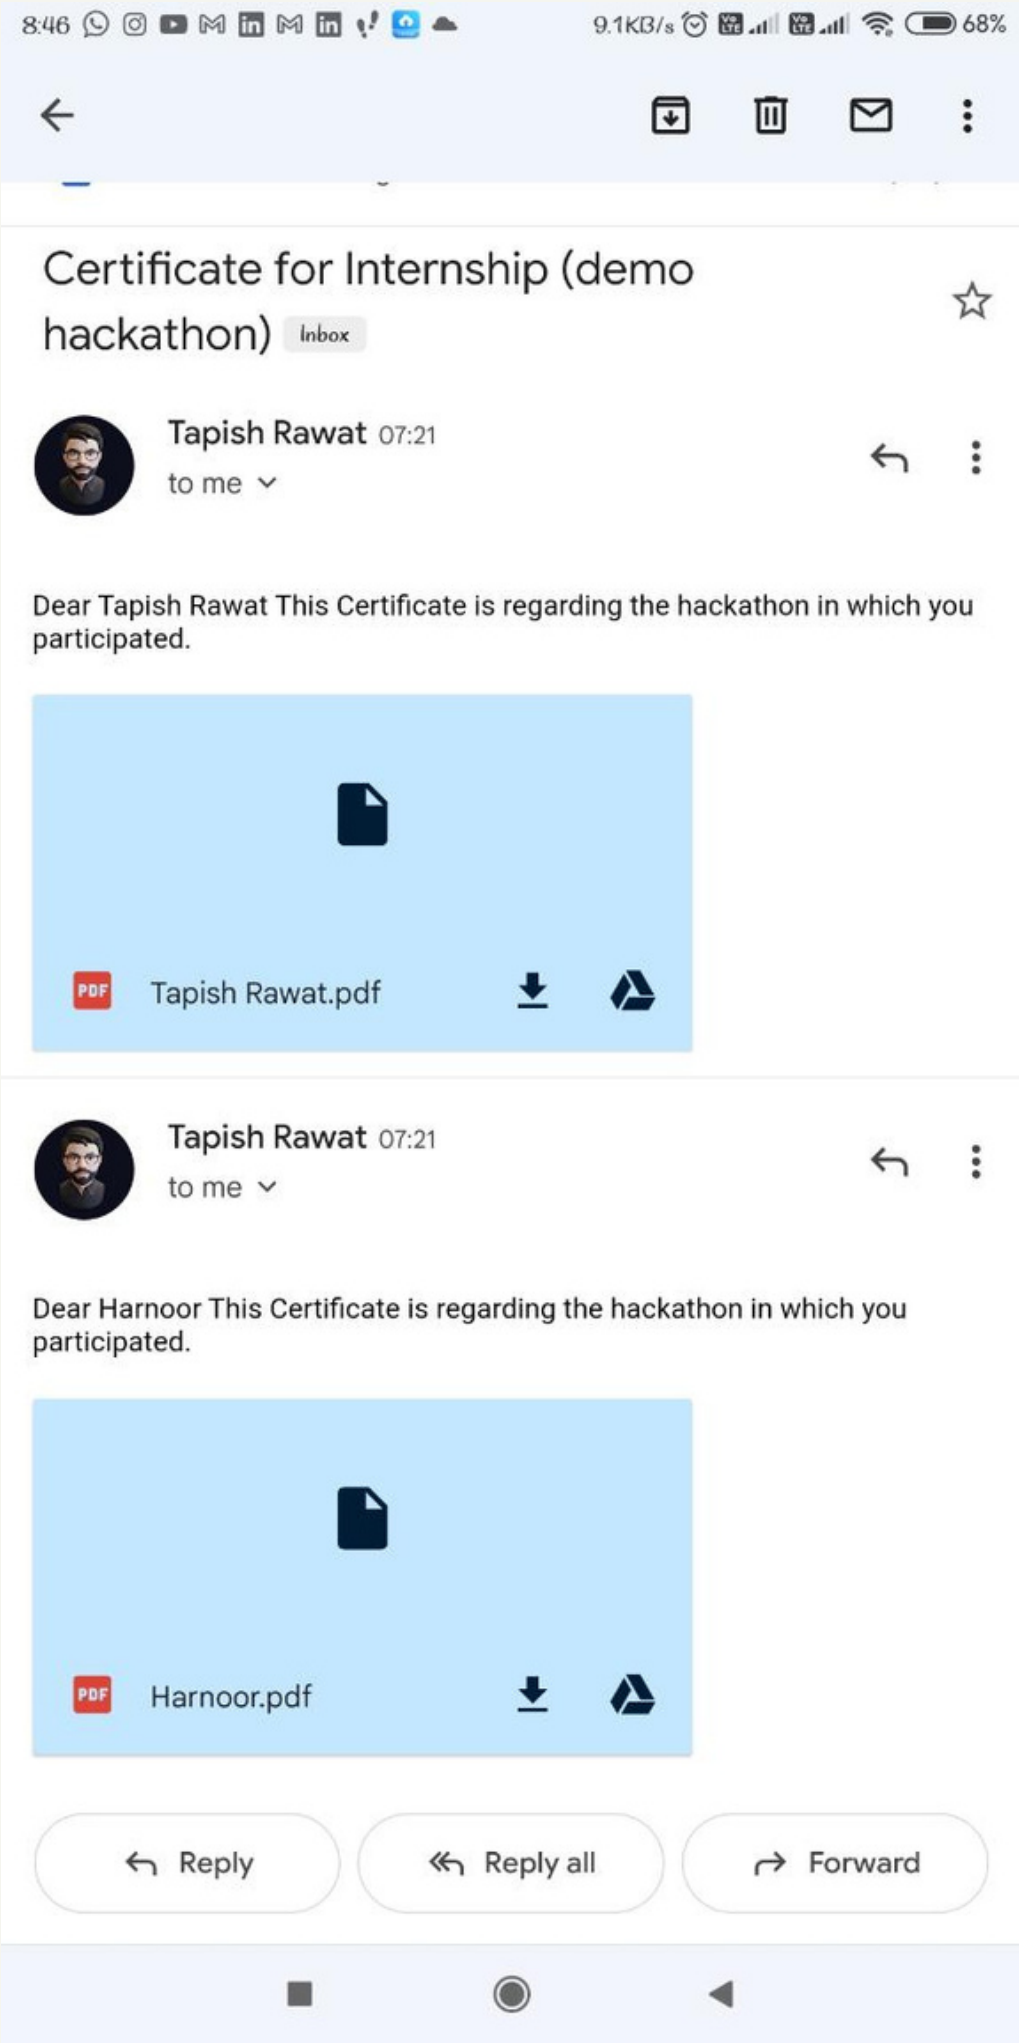 8:46 9.1KB/s 68%
Certificate for Internship (demo
hackathon) Inbox
Tapish Rawat 07:21
to me
Dear Tapish Rawat This Certificate is regarding the hackathon in which you
participated.
PDF Tapish Rawat.pdf
Tapish Rawat 07:21
to me
Dear Harnoor This Certificate is regarding the hackathon in which you
participated.
PDF Harnoor.pdf
Reply Reply all Forward